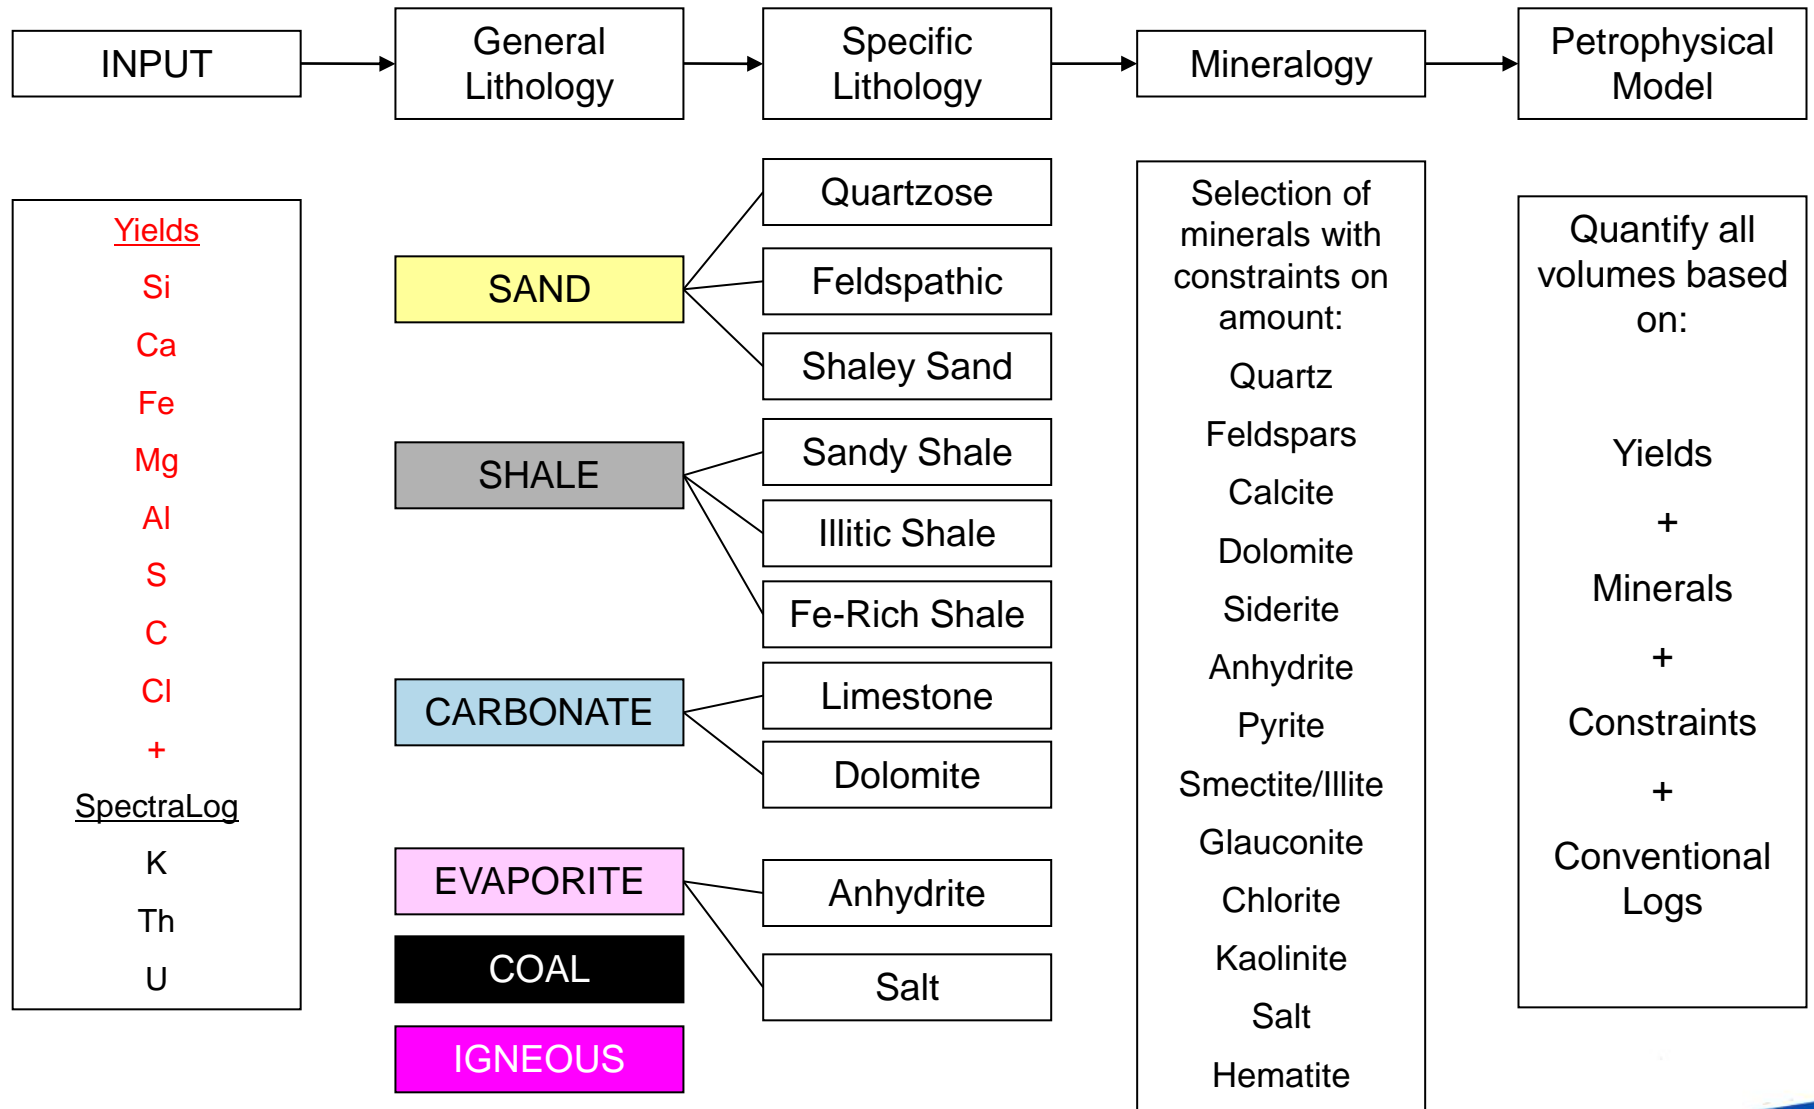 INPUT
General
Lithology
Specific
Lithology
Mineralogy
Petrophysical
Model
Yields
Si
Ca
Fe
Mg
Al
S
C
Cl
+
SpectraLog
K
Th
U
SAND
SHALE
CARBONATE
EVAPORITE
COAL
IGNEOUS
Quartzose
Feldspathic
Shaley Sand
Sandy Shale
Illitic Shale
Fe-Rich Shale
Limestone
Dolomite
Anhydrite
Salt
Selection of
minerals with
constraints on
amount:
Quartz
Feldspars
Calcite
Dolomite
Siderite
Anhydrite
Pyrite
Smectite/Illite
Glauconite
Chlorite
Kaolinite
Salt
Hematite
Quantify all
volumes based
on:
Yields
+
Minerals
+
Constraints
+
Conventional
Logs